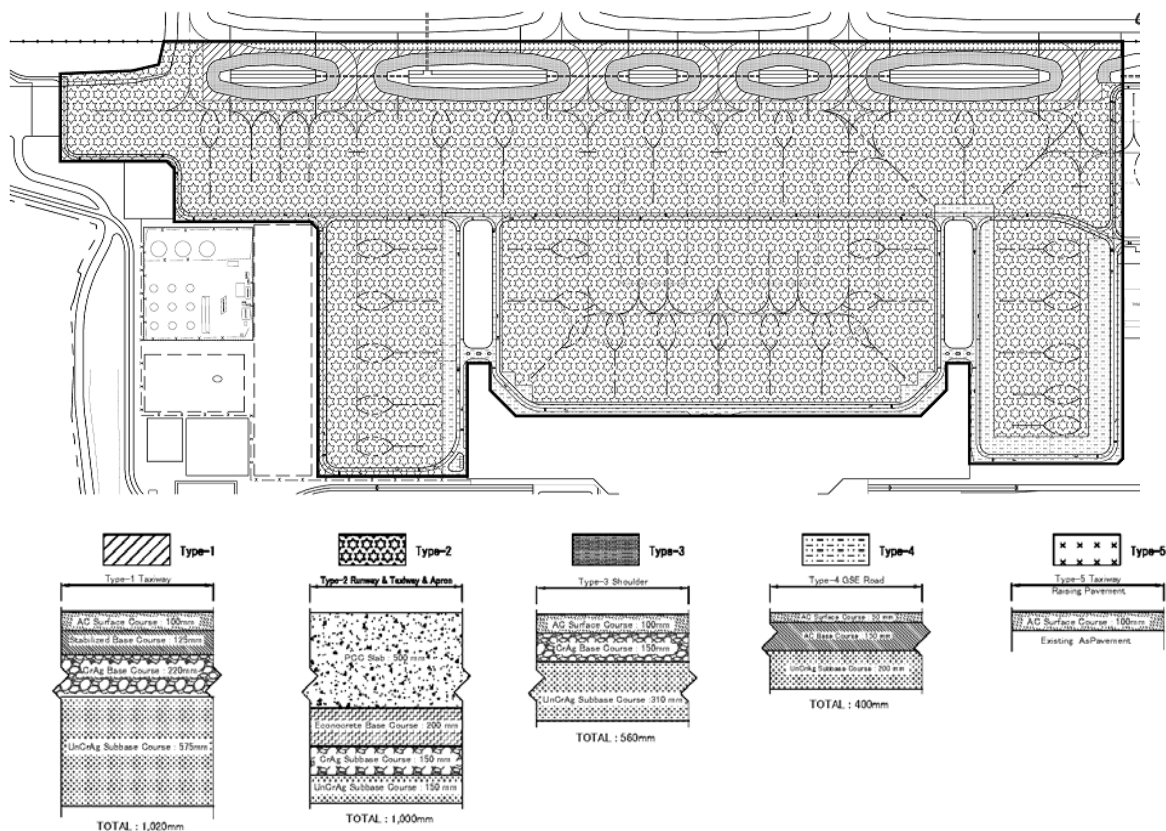 Type-1
Type-1 Taxiway
AC Surface Course : 100mm
Stabilized Base Course : 125mm
CrAg Base Course : 220mm
UnCrAg Subbase Course : 575mm
TOTAL : 1,020mm
Type-2
Type-2 Runway & Taxiway & Apron
PCC Slab : 500 mm
Econocrete Base Course : 200 mm
CrAg Subbase Course : 150 mm
UnCrAg Subbase Course : 150 mm
TOTAL : 1,000mm
Type-3
Type-3 Shoulder
AC Surface Course : 100mm
CrAg Base Course : 150mm
UnCrAg Subbase Course : 310 mm
TOTAL : 560mm
Type-4
Type-4 GSE Road
AC Surface Course : 50 mm
AC Base Course : 150 mm
UnCrAg Subbase Course : 200 mm
TOTAL : 400mm
Type-5
Type-5 Taxiway
Raising Pavement
AC Surface Course : 100mm
Existing AsPavement